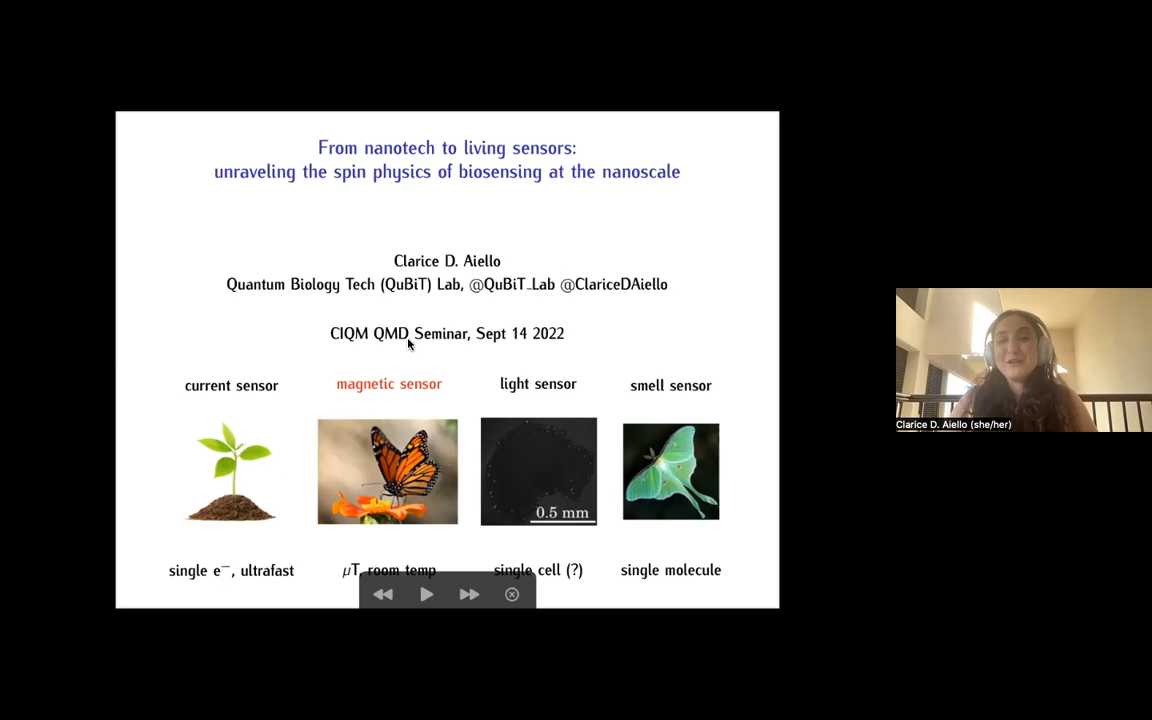 From nanotech to living sensors:
unraveling the spin physics of biosensing at the nanoscale
Clarice D. Aiello
Quantum Biology Tech (QuBiT) Lab, @QuBiT_Lab @ClariceDAiello
CIQM QMD Seminar, Sept 14 2022
current sensor magnetic sensor light sensor smell sensor
0.5 mm
single e⁻, ultrafast μT, room temp single cell (?) single molecule
Clarice D. Aiello (she/her)